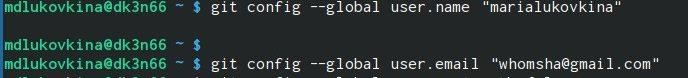 mdlukovkina@dk3n66 ~ $ git config --global user.name "marialukovkina"
mdlukovkina@dk3n66 ~ $
mdlukovkina@dk3n66 ~ $ git config --global user.email "whomsha@gmail.com"